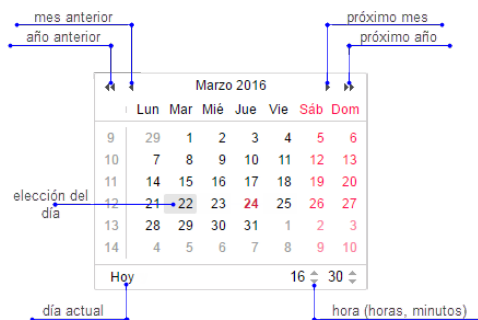 mes anterior
próximo mes
año anterior
próximo año
Marzo 2016
Lun Mar Mié Jue Vie Sáb Dom
9 29 1 2 3 4 5 6
10 7 8 9 10 11 12 13
11 14 15 16 17 18 19 20
elección del
día
12 21 22 23 24 25 26 27
13 28 29 30 31 1 2 3
14 4 5 6 7 8 9 10
Hoy 16 30
día actual
hora (horas, minutos)